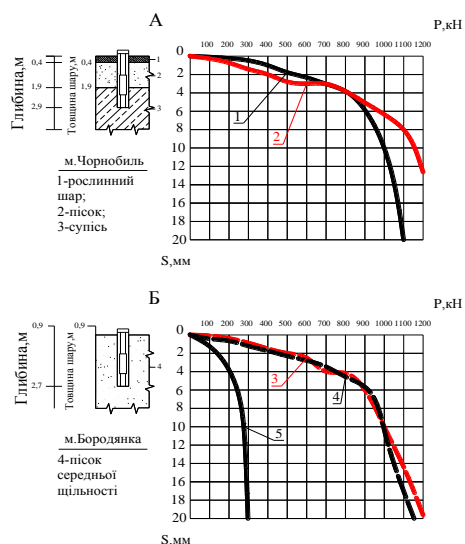 А
Р,кН
0 100 200 300 400 500 600 700 800 900 1000 1100 1200
2
4
6
8
10
12
14
16
18
20
S,мм
1
2
Глибина,м
0,4
1,9
2,9
Товщина шару,м
0,4
1,9
1
2
3
м.Чорнобиль
1-рослинний
шар;
2-пісок;
3-супісь
Б
Р,кН
0 100 200 300 400 500 600 700 800 900 1000 1100 1200
2
4
6
8
10
12
14
16
18
20
S,мм
3
4
5
Глибина,м
0,9
2,7
Товщина шару,м
0,9
4
м.Бородянка
4-пісок
середньої
щільності